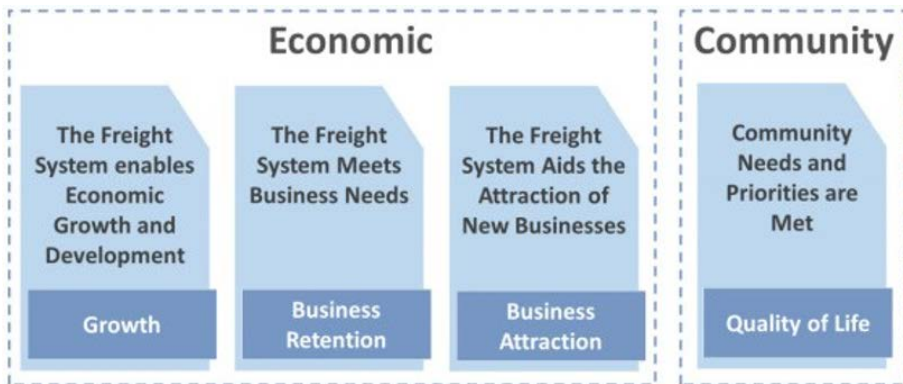 Economic
The Freight
System enables
Economic
Growth and
Development
Growth
The Freight
System Meets
Business Needs
Business
Retention
The Freight
System Aids the
Attraction of
New Businesses
Business
Attraction
Community
Community
Needs and
Priorities are
Met
Quality of Life